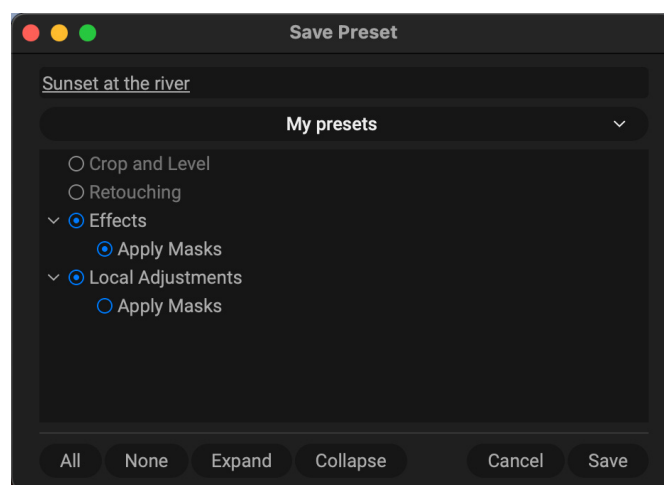 Save Preset
Sunset at the river
My presets
Crop and Level
Retouching
Effects
Apply Masks
Local Adjustments
Apply Masks
All None Expand Collapse Cancel Save